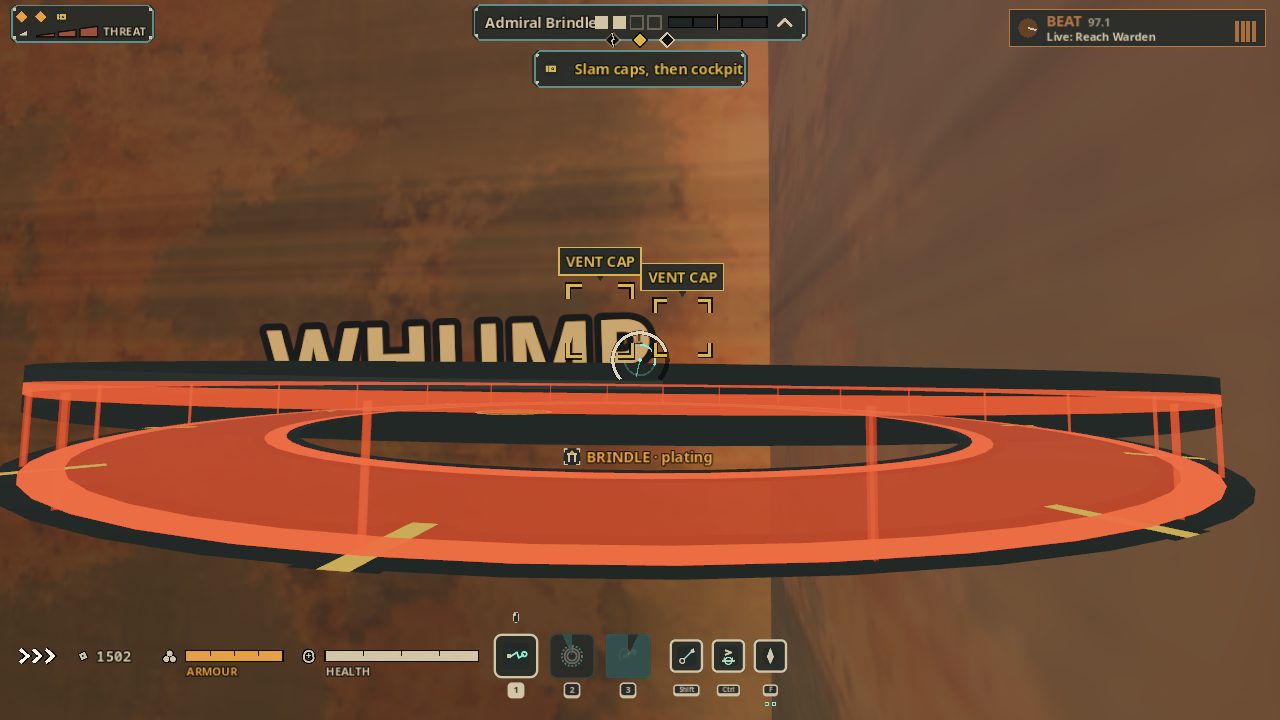 THREAT
Admiral Brindle
Slam caps, then cockpit
BEAT 97.1
Live: Reach Warden
VENT CAP
VENT CAP
WHUMP
BRINDLE · plating
1502
ARMOUR
HEALTH
1
2
3
Shift
Ctrl
F